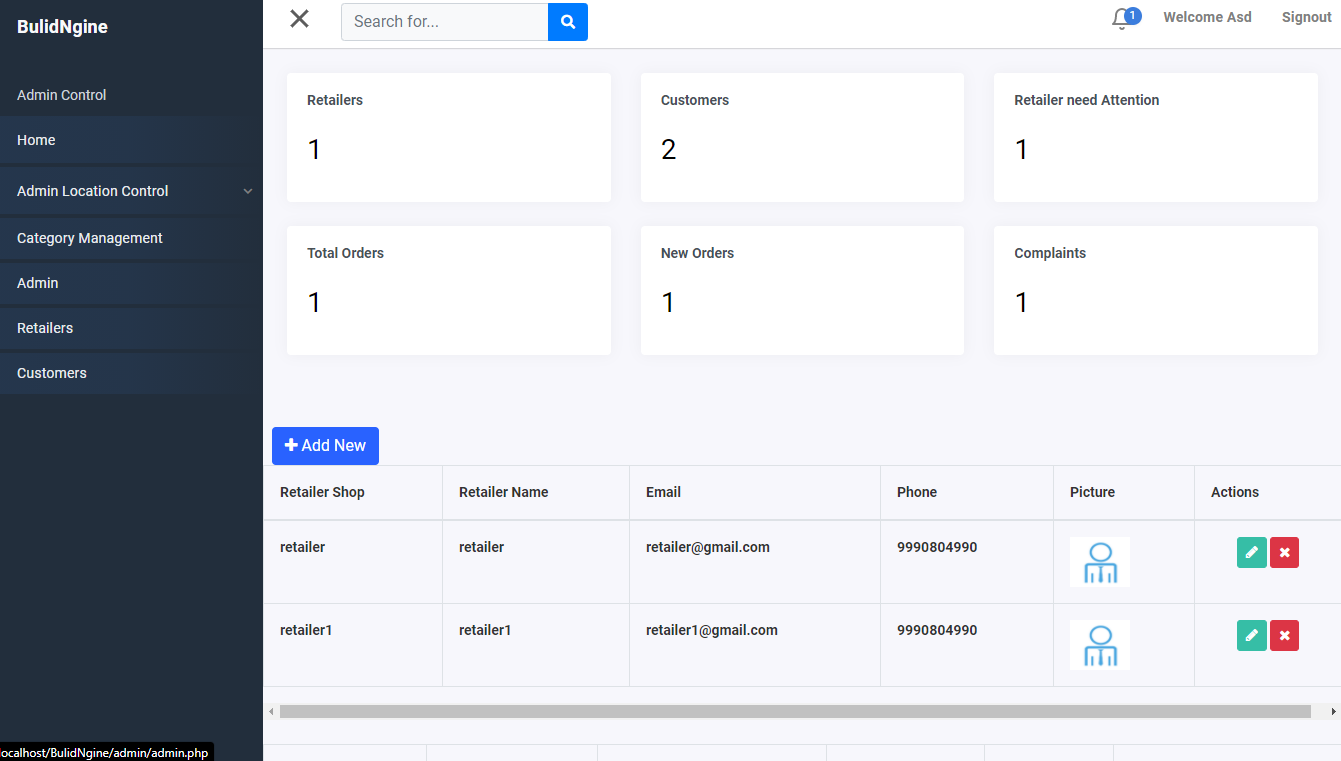 BulidNgine
Search for...
1
Welcome Asd
Signout
Admin Control
Home
Admin Location Control
Category Management
Admin
Retailers
Customers
Retailers
1
Customers
2
Retailer need Attention
1
Total Orders
1
New Orders
1
Complaints
1
Add New
Retailer Shop Retailer Name Email Phone Picture Actions
retailer retailer retailer@gmail.com 9990804990
retailer1 retailer1 retailer1@gmail.com 9990804990
ocalhost/BulidNgine/admin/admin.php